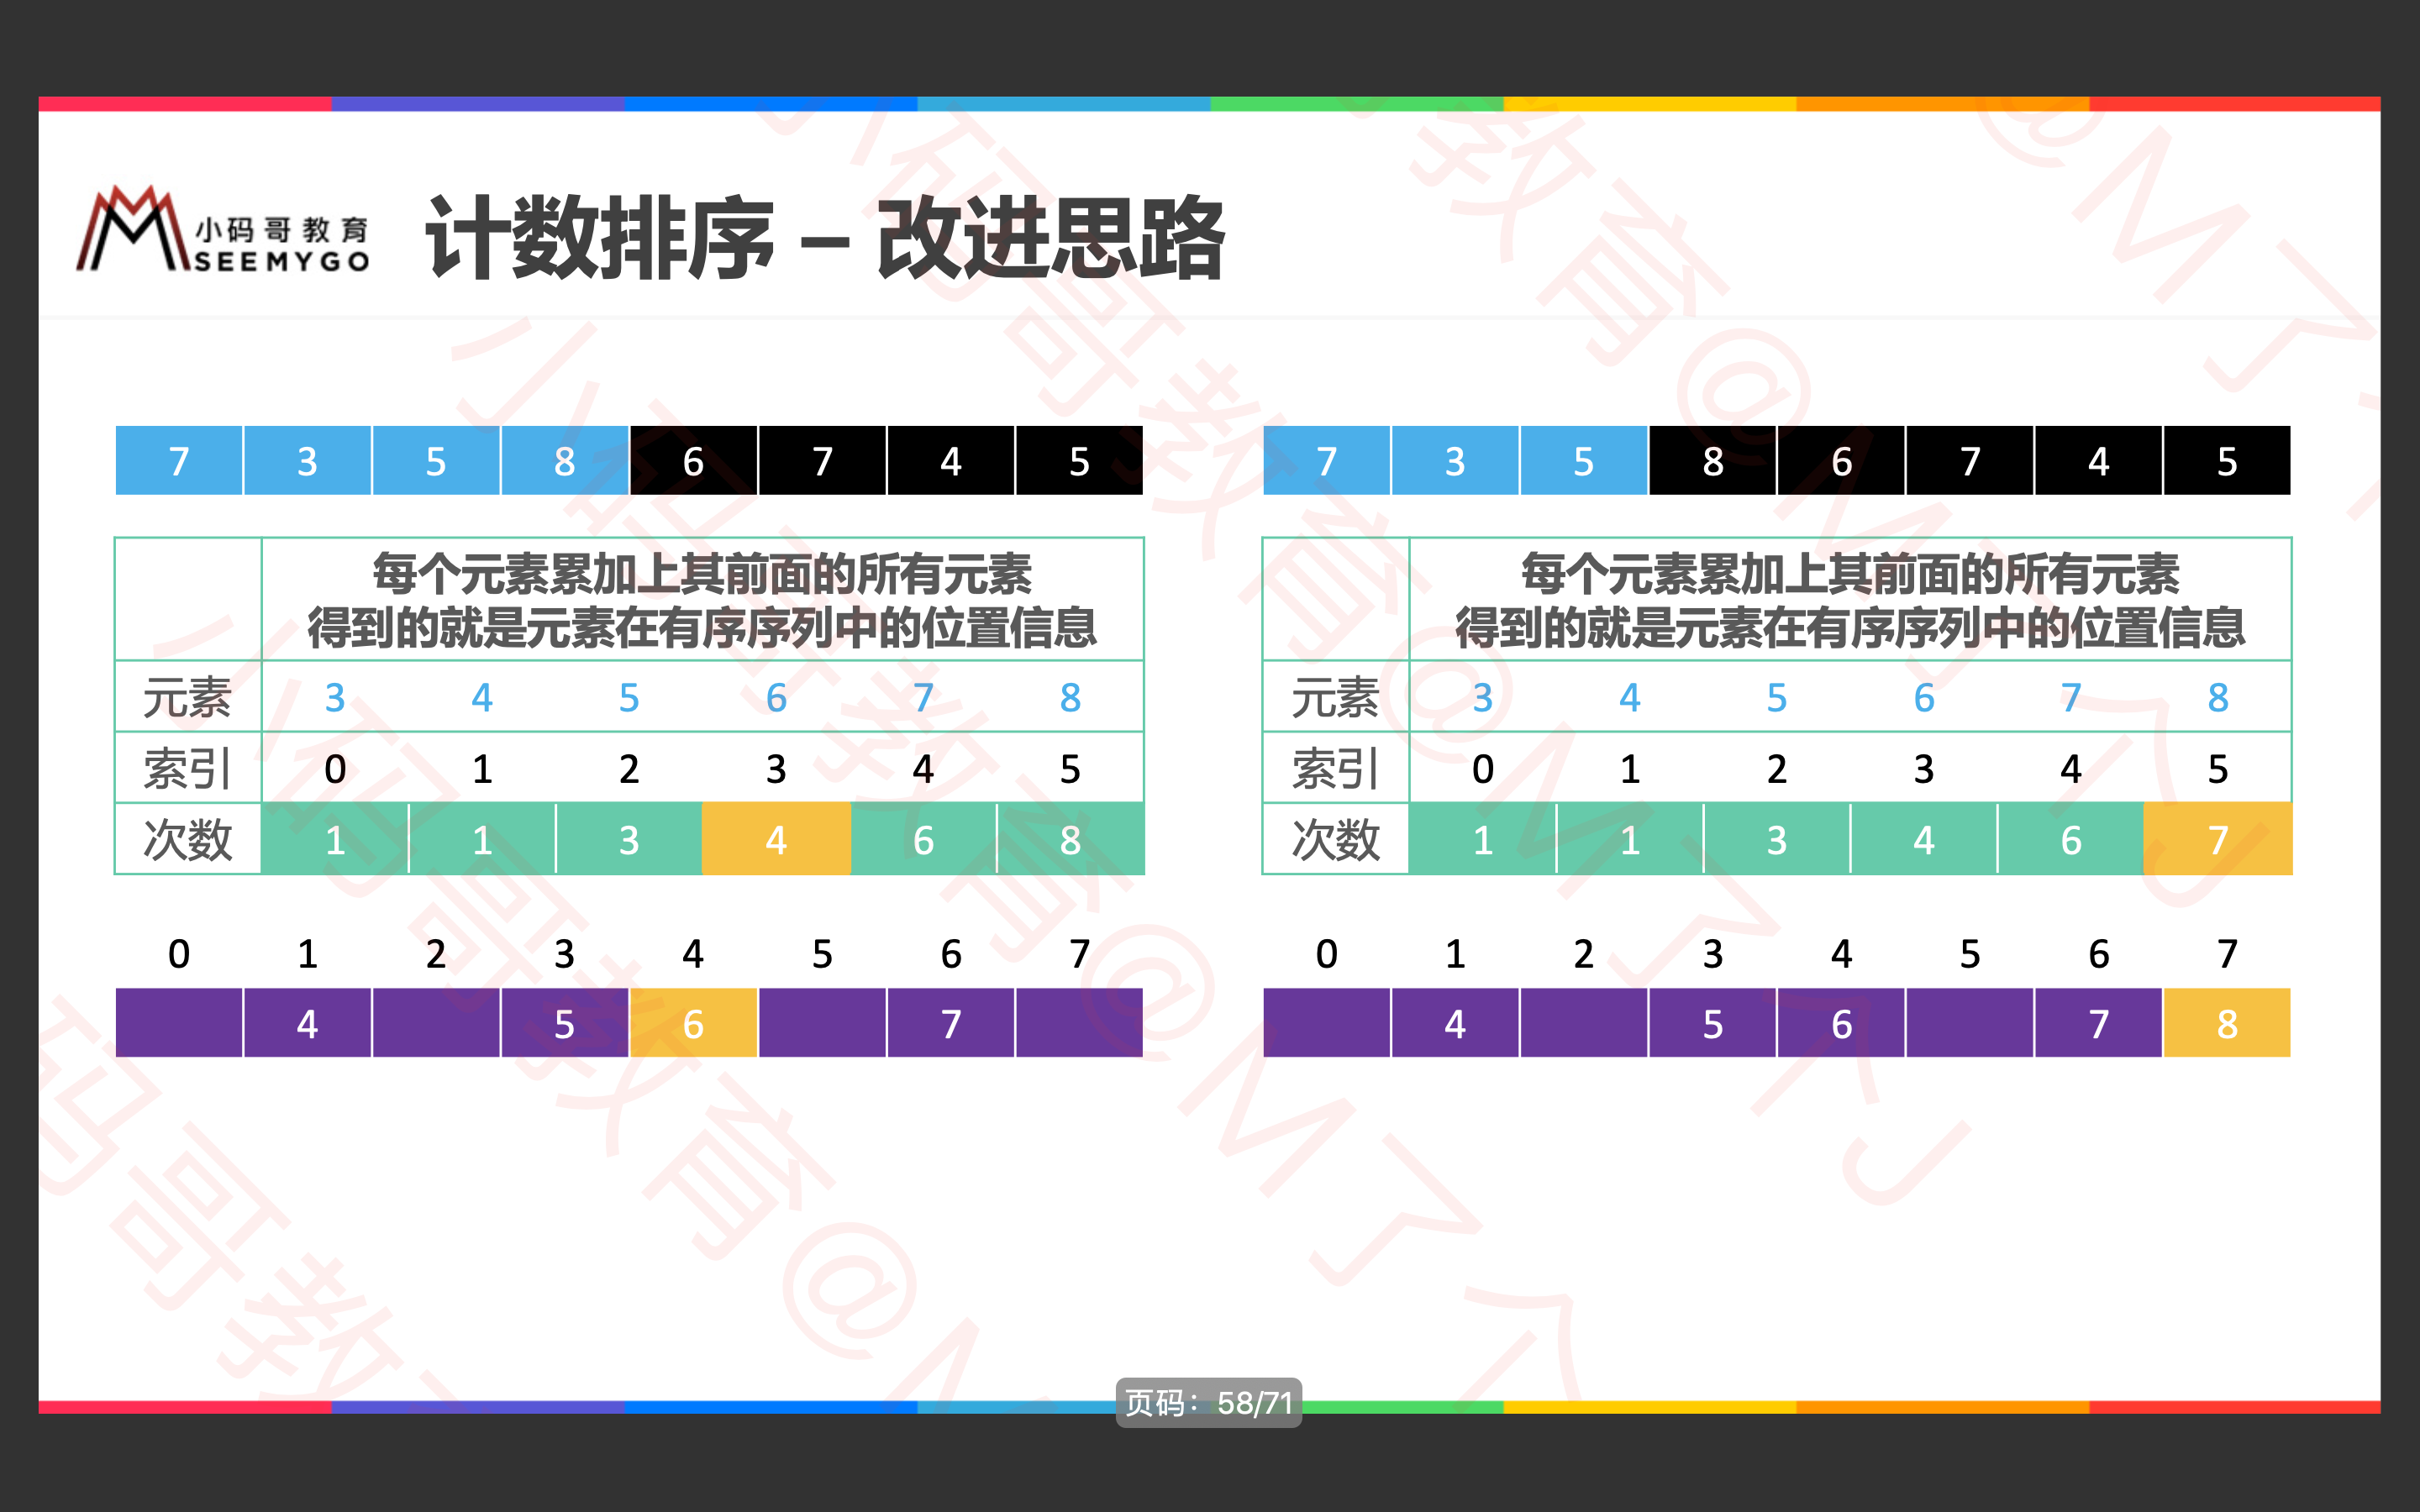 小码哥教育
SEEMYGO
计数排序 – 改进思路
7 3 5 8 6 7 4 5
每个元素累加上其前面的所有元素
得到的就是元素在有序序列中的位置信息
元素 3 4 5 6 7 8
索引 0 1 2 3 4 5
次数 1 1 3 4 6 8
0 1 2 3 4 5 6 7
4 5 6 7
7 3 5 8 6 7 4 5
每个元素累加上其前面的所有元素
得到的就是元素在有序序列中的位置信息
元素 3 4 5 6 7 8
索引 0 1 2 3 4 5
次数 1 1 3 4 6 7
0 1 2 3 4 5 6 7
4 5 6 7 8
小码哥教育@M了个J
页码：58/71